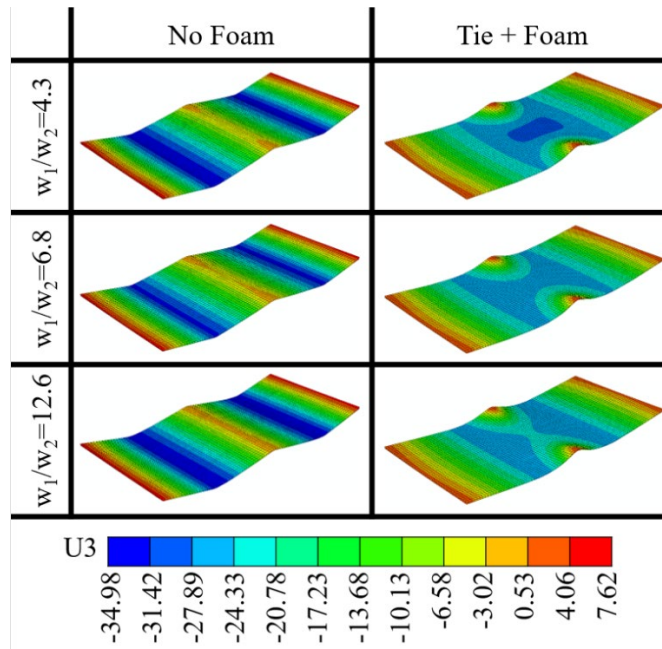 No Foam
Tie + Foam
w₁/w₂=4.3
w₁/w₂=6.8
w₁/w₂=12.6
U3
-34.98
-31.42
-27.89
-24.33
-20.78
-17.23
-13.68
-10.13
-6.58
-3.02
0.53
4.06
7.62